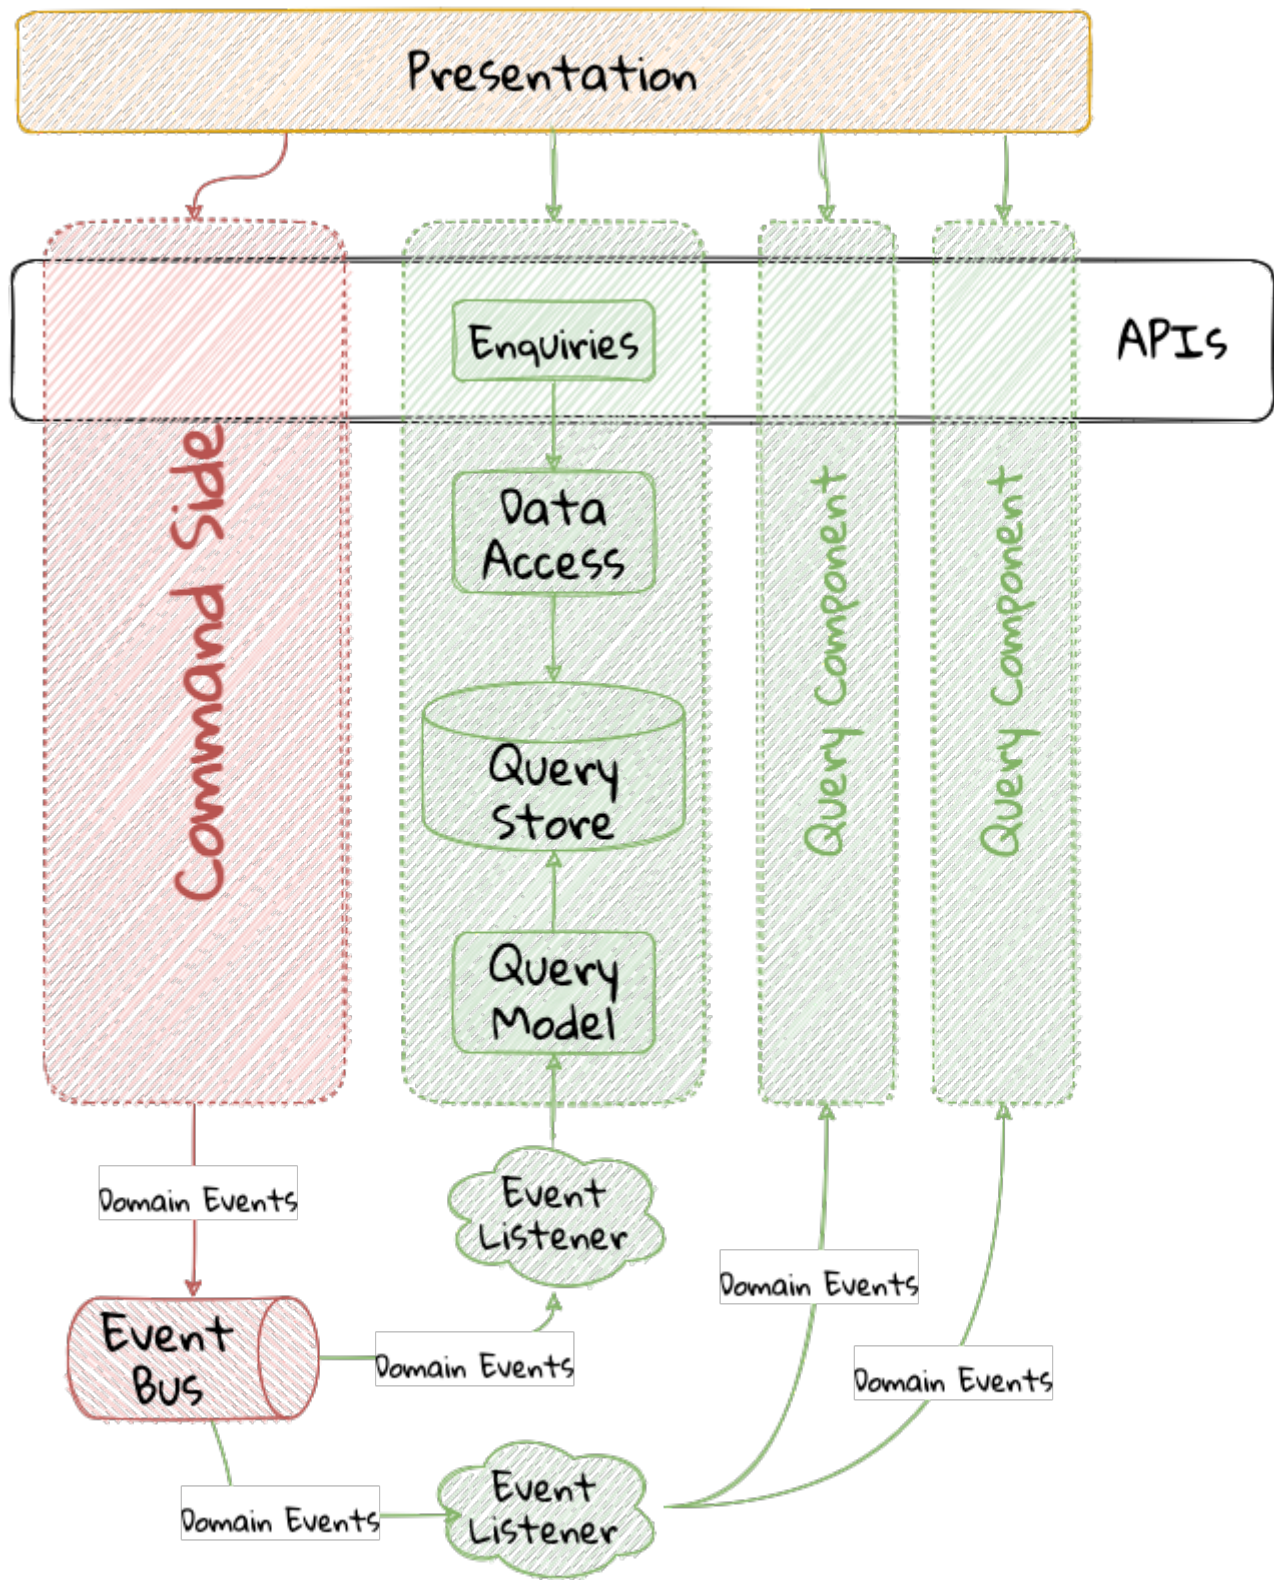 Presentation
Enquiries
APIs
Data
Access
Command Side
Query Component
Query Component
Query
Store
Query
Model
Domain Events
Event
Listener
Domain Events
Event
Bus
Domain Events
Domain Events
Event
Listener
Domain Events